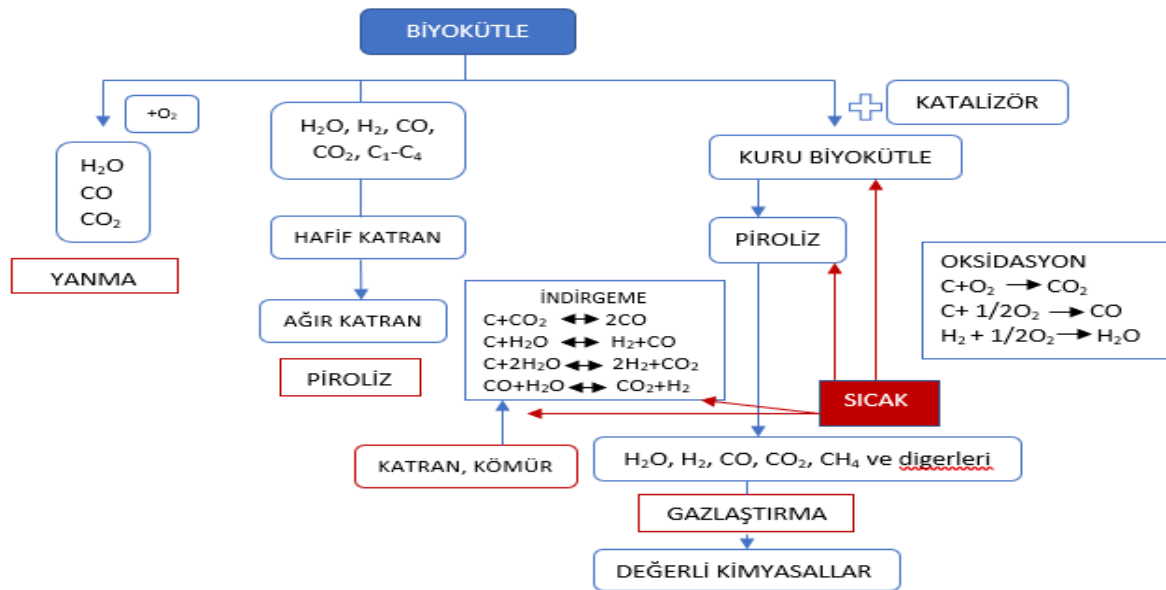 BİYOKÜTLE
+O₂
H₂O
CO
CO₂
YANMA
H₂O, H₂, CO,
CO₂, C₁-C₄
HAFİF KATRAN
AĞIR KATRAN
PİROLİZ
KATALİZÖR
KURU BİYOKÜTLE
PİROLİZ
İNDİRGEME
C+CO₂ ↔ 2CO
C+H₂O ↔ H₂+CO
C+2H₂O ↔ 2H₂+CO₂
CO+H₂O ↔ CO₂+H₂
OKSİDASYON
C+O₂ → CO₂
C+ 1/2O₂ → CO
H₂ + 1/2O₂ → H₂O
SICAK
KATRAN, KÖMÜR
H₂O, H₂, CO, CO₂, CH₄ ve digerleri
GAZLAŞTIRMA
DEĞERLİ KİMYASALLAR